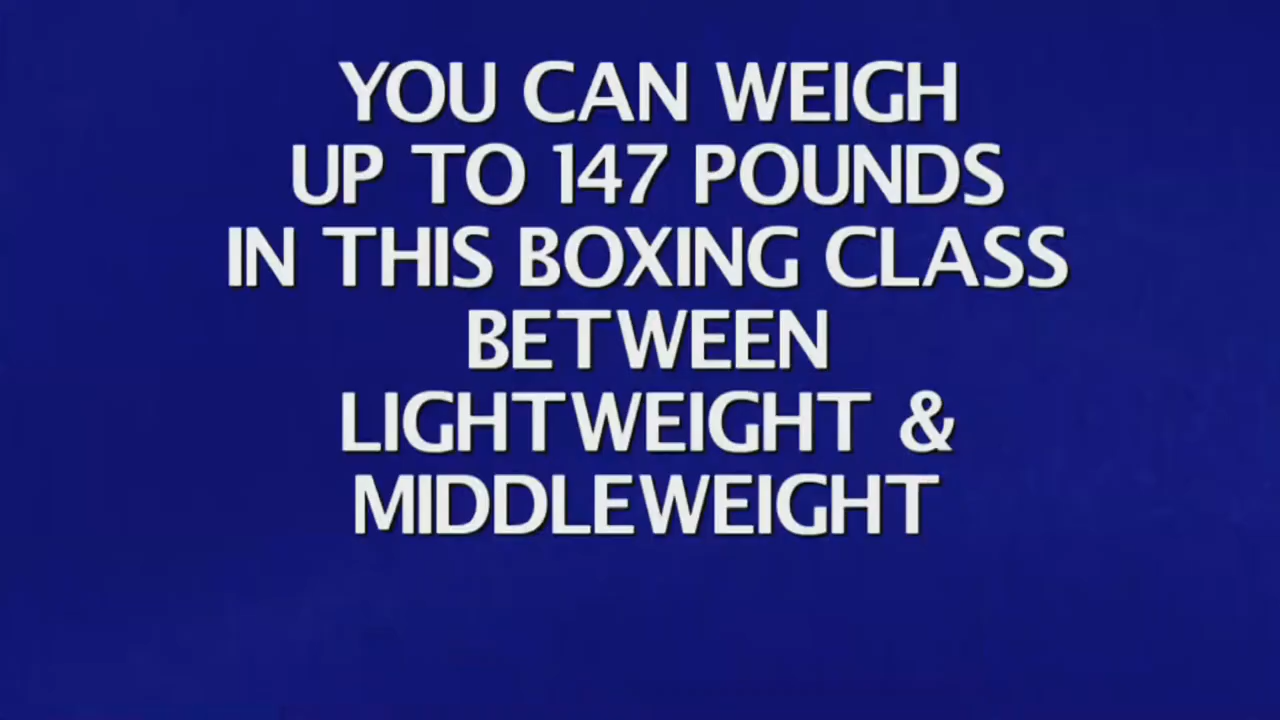 YOU CAN WEIGH
UP TO 147 POUNDS
IN THIS BOXING CLASS
BETWEEN
LIGHTWEIGHT &
MIDDLEWEIGHT